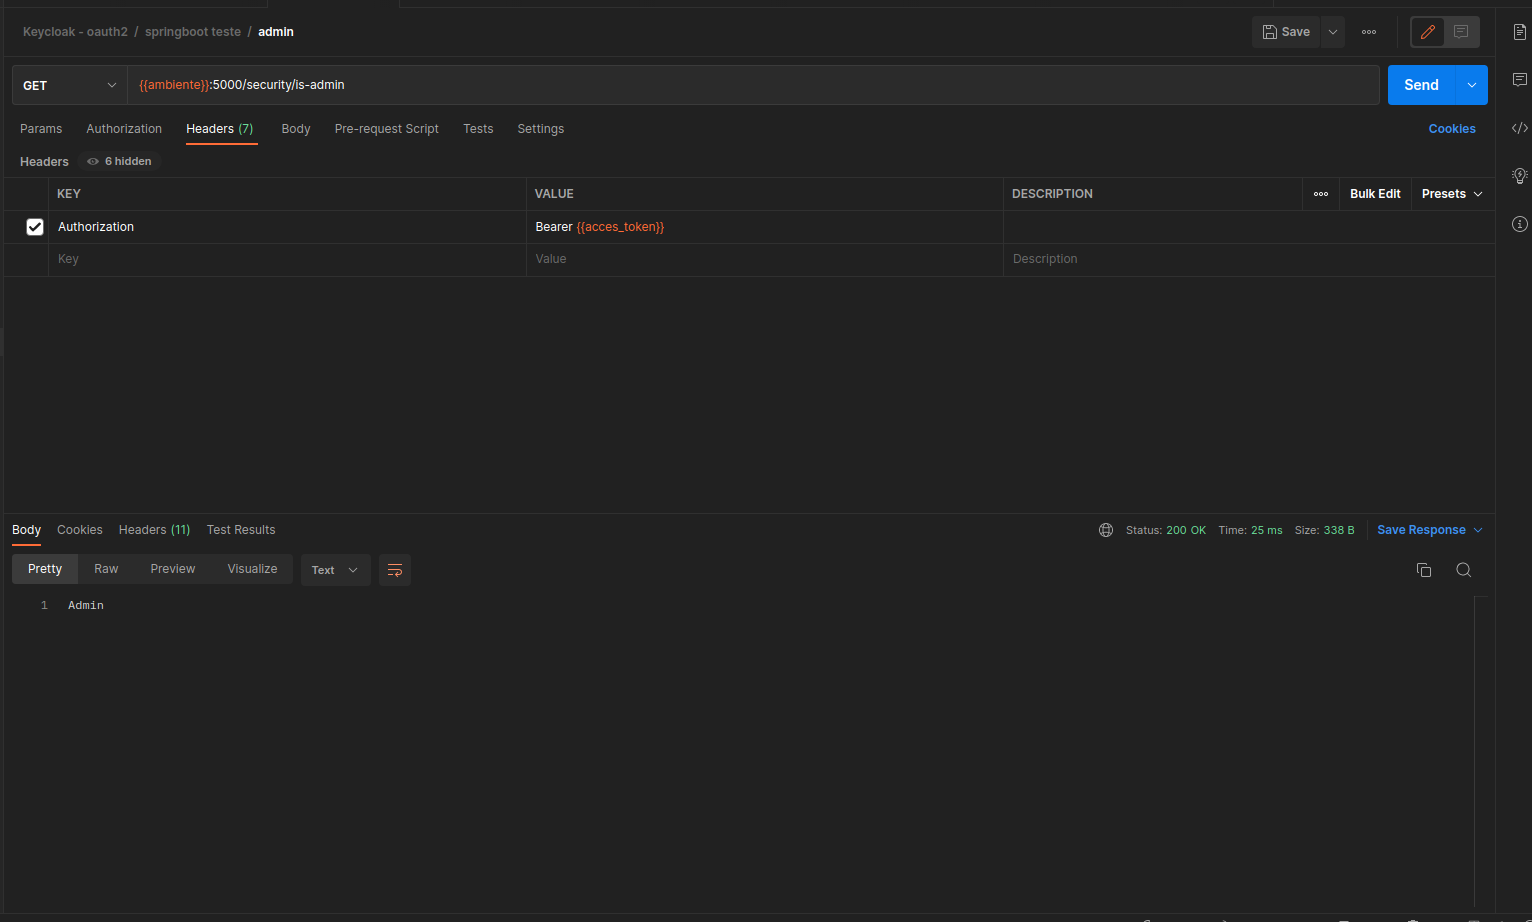 Keycloak - oauth2 / springboot teste / admin
Save
GET
{{ambiente}}:5000/security/is-admin
Send
Params Authorization Headers (7) Body Pre-request Script Tests Settings
Cookies
Headers 6 hidden
KEY VALUE DESCRIPTION
Bulk Edit Presets
Authorization Bearer {{acces_token}}
Key Value Description
Body Cookies Headers (11) Test Results
Status: 200 OK Time: 25 ms Size: 338 B Save Response
Pretty Raw Preview Visualize Text
1 Admin